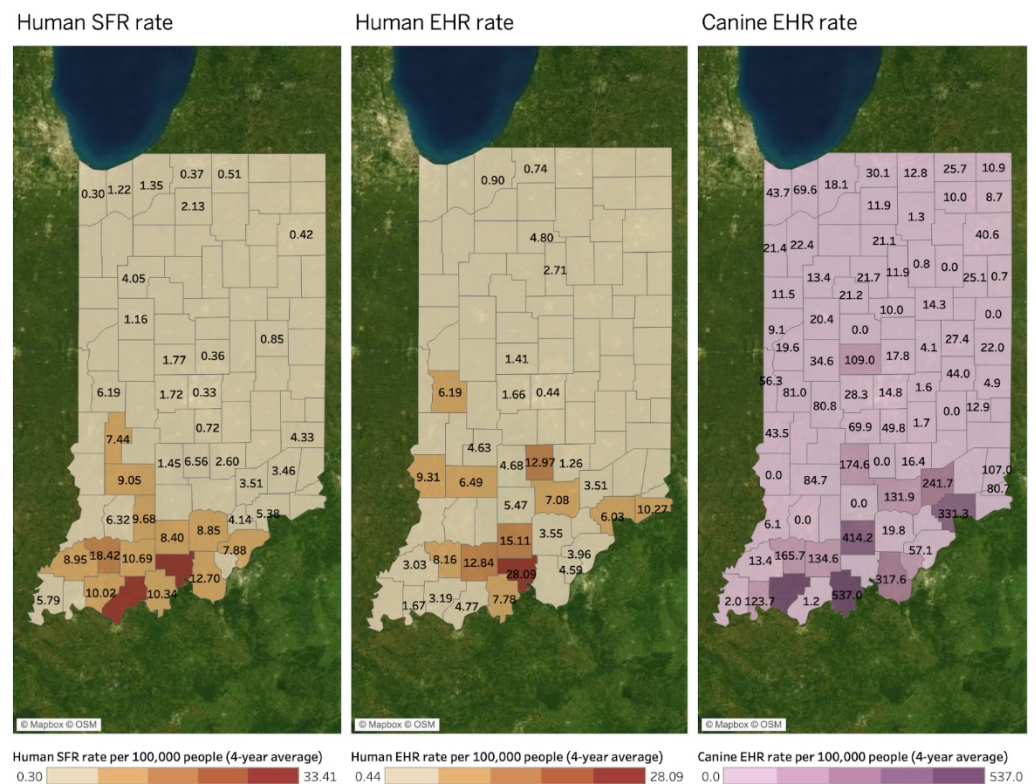 Human SFR rate
Human EHR rate
Canine EHR rate
0.37 0.51
0.30 1.22 1.35
2.13
0.42
4.05
1.16
0.85
1.77 0.36
6.19 1.72 0.33
0.72
7.44
4.33
1.45 6.56 2.60
3.46
9.05
3.51
6.32 9.68
4.14 5.38
8.40 8.85
8.95 18.42 10.69
7.88
12.70
10.02 10.34
5.79
© Mapbox © OSM
0.74
0.90
4.80
2.71
1.41
6.19 1.66 0.44
4.63
4.68 12.97 1.26
9.31 6.49
3.51
5.47 7.08
6.03 10.27
15.11 3.55
3.96
3.03 8.16 12.84
28.09 4.59
1.67 3.19 4.77 7.78
© Mapbox © OSM
30.1 12.8 25.7 10.9
43.7 69.6 18.1
11.9 10.0 8.7
1.3
40.6
21.4 22.4 21.1
13.4 21.7 11.9 0.8 0.0 25.1 0.7
11.5 21.2
20.4 10.0 14.3 0.0
9.1 0.0
19.6 34.6 109.0 17.8 4.1 27.4 22.0
56.3 81.0 44.0 4.9
80.8 28.3 14.8 1.6
0.0 12.9
43.5 69.9 49.8 1.7
0.0 174.6 0.0 16.4
107.0
84.7 241.7 80.7
0.0 131.9
6.1 0.0 331.3
414.2 19.8
13.4 165.7 134.6 57.1
317.6
2.0 123.7 1.2 537.0
© Mapbox © OSM
Human SFR rate per 100,000 people (4-year average)
0.30 33.41
Human EHR rate per 100,000 people (4-year average)
0.44 28.09
Canine EHR rate per 100,000 people (4-year average)
0.0 537.0